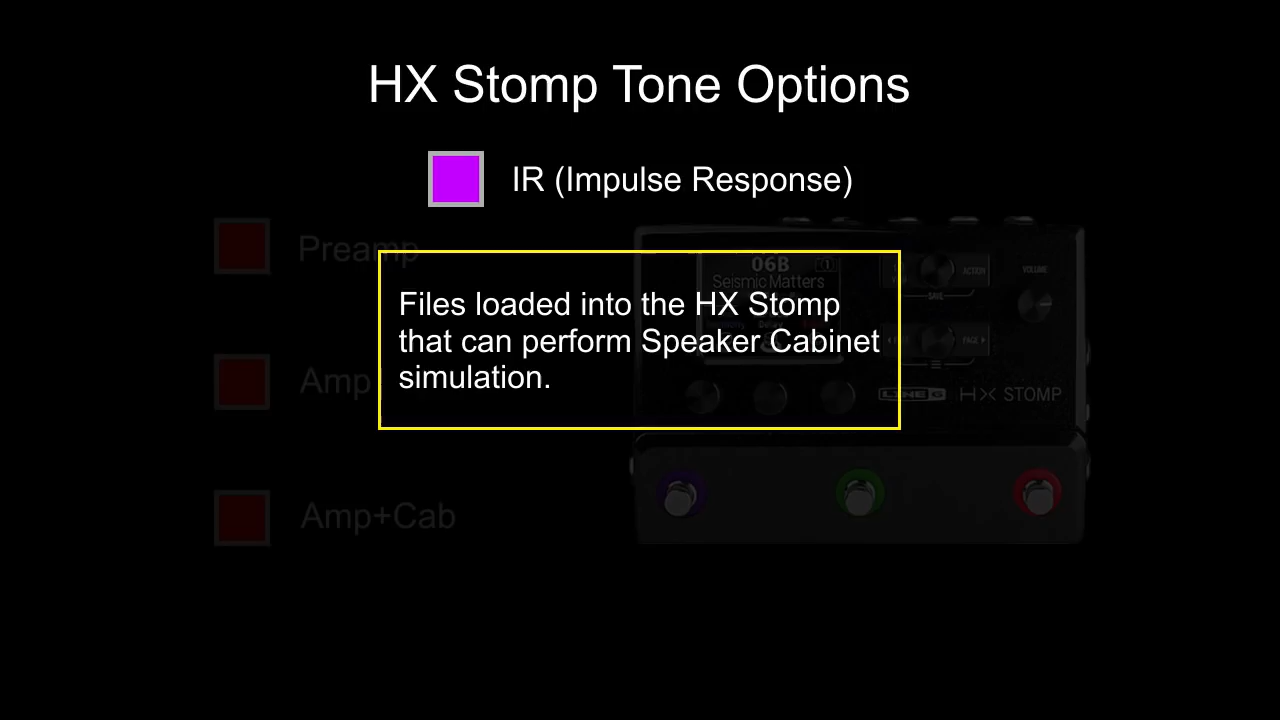 HX Stomp Tone Options
IR (Impulse Response)
Preamp
Files loaded into the HX Stomp
that can perform Speaker Cabinet
simulation.
Amp
Amp+Cab
06B
Seismic Matters
ACTION
SAVE
VOLUME
PAGE
LINE 6
HX STOMP